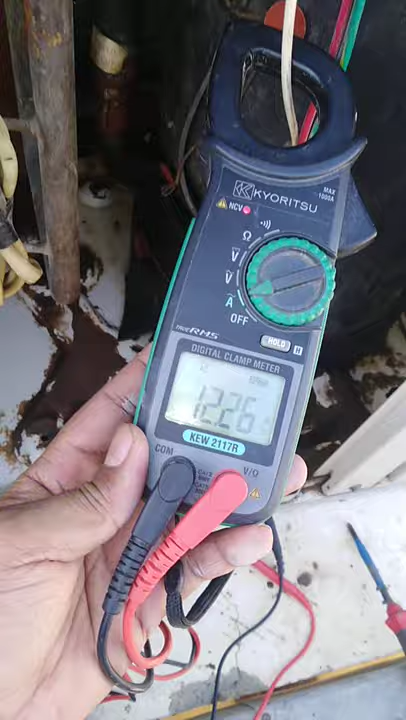 KYORITSU
MAX
1000A
NCV
Ω
V
V
A
OFF
TRUE RMS
HOLD
DIGITAL CLAMP METER
12.26
KEW 2117R
COM
V/Ω